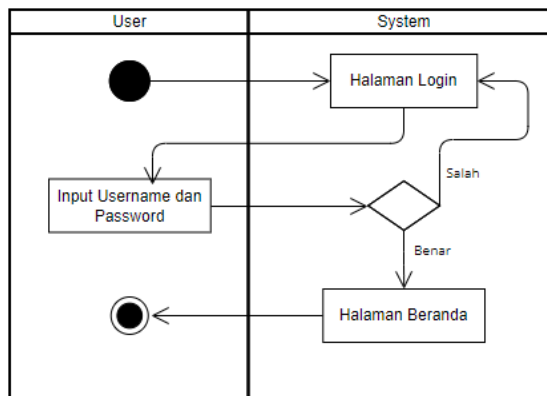 User
System
Halaman Login
Input Username dan
Password
Salah
Benar
Halaman Beranda